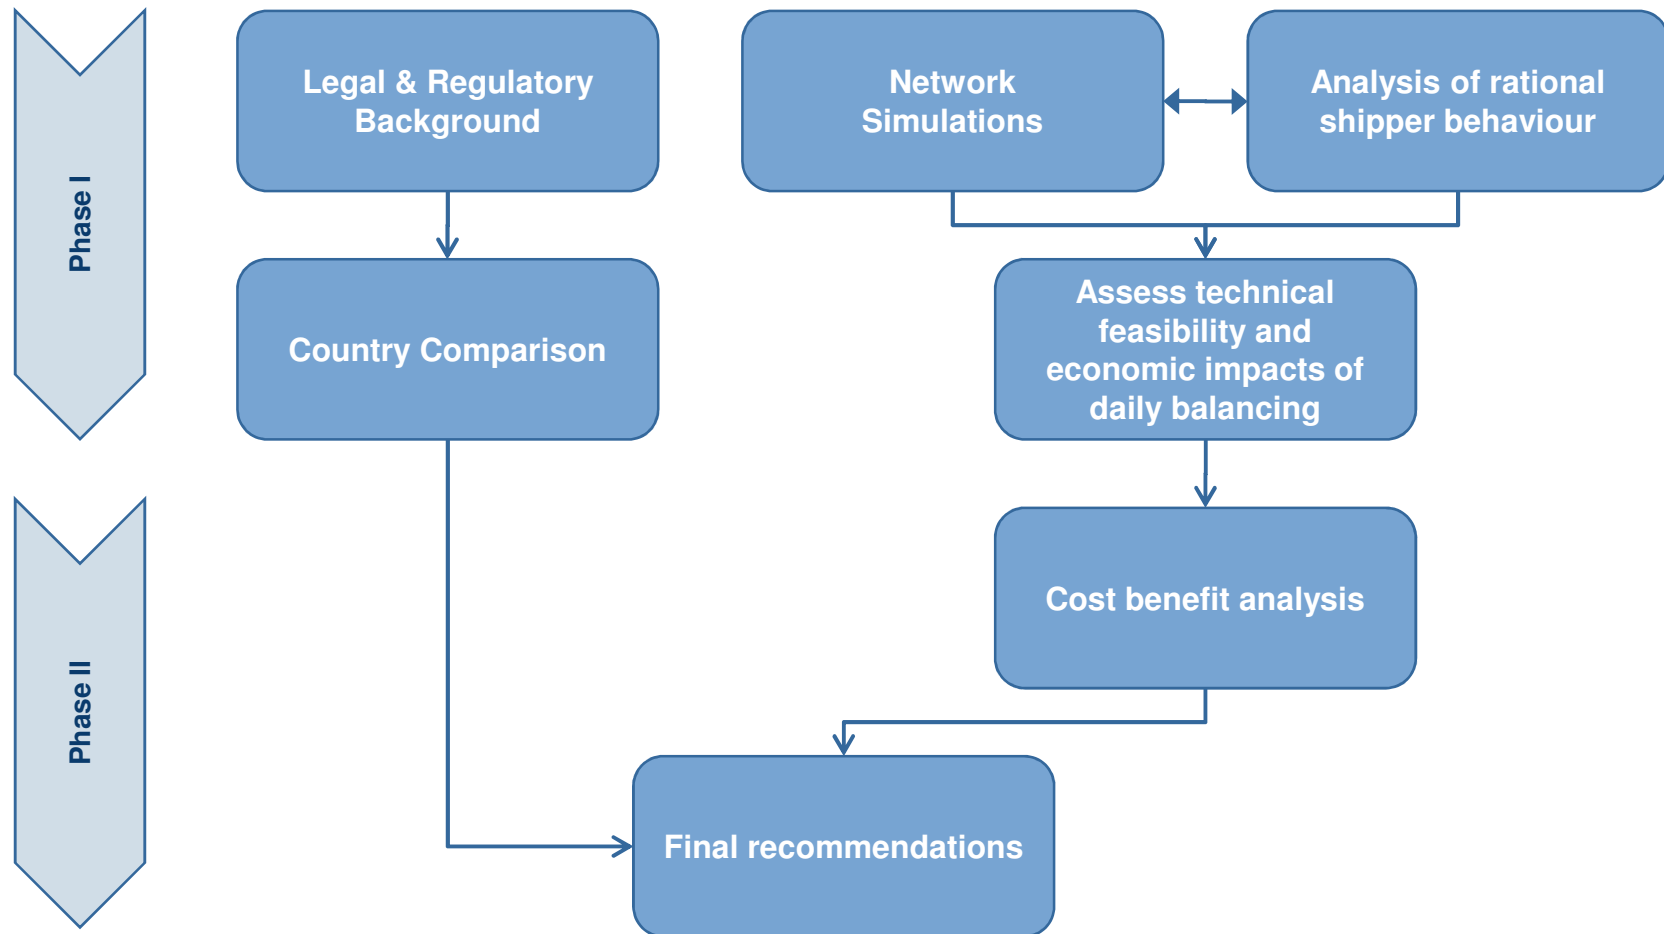 Phase I
Legal & Regulatory
Background
Network
Simulations
Analysis of rational
shipper behaviour
Country Comparison
Assess technical
feasibility and
economic impacts of
daily balancing
Phase II
Cost benefit analysis
Final recommendations